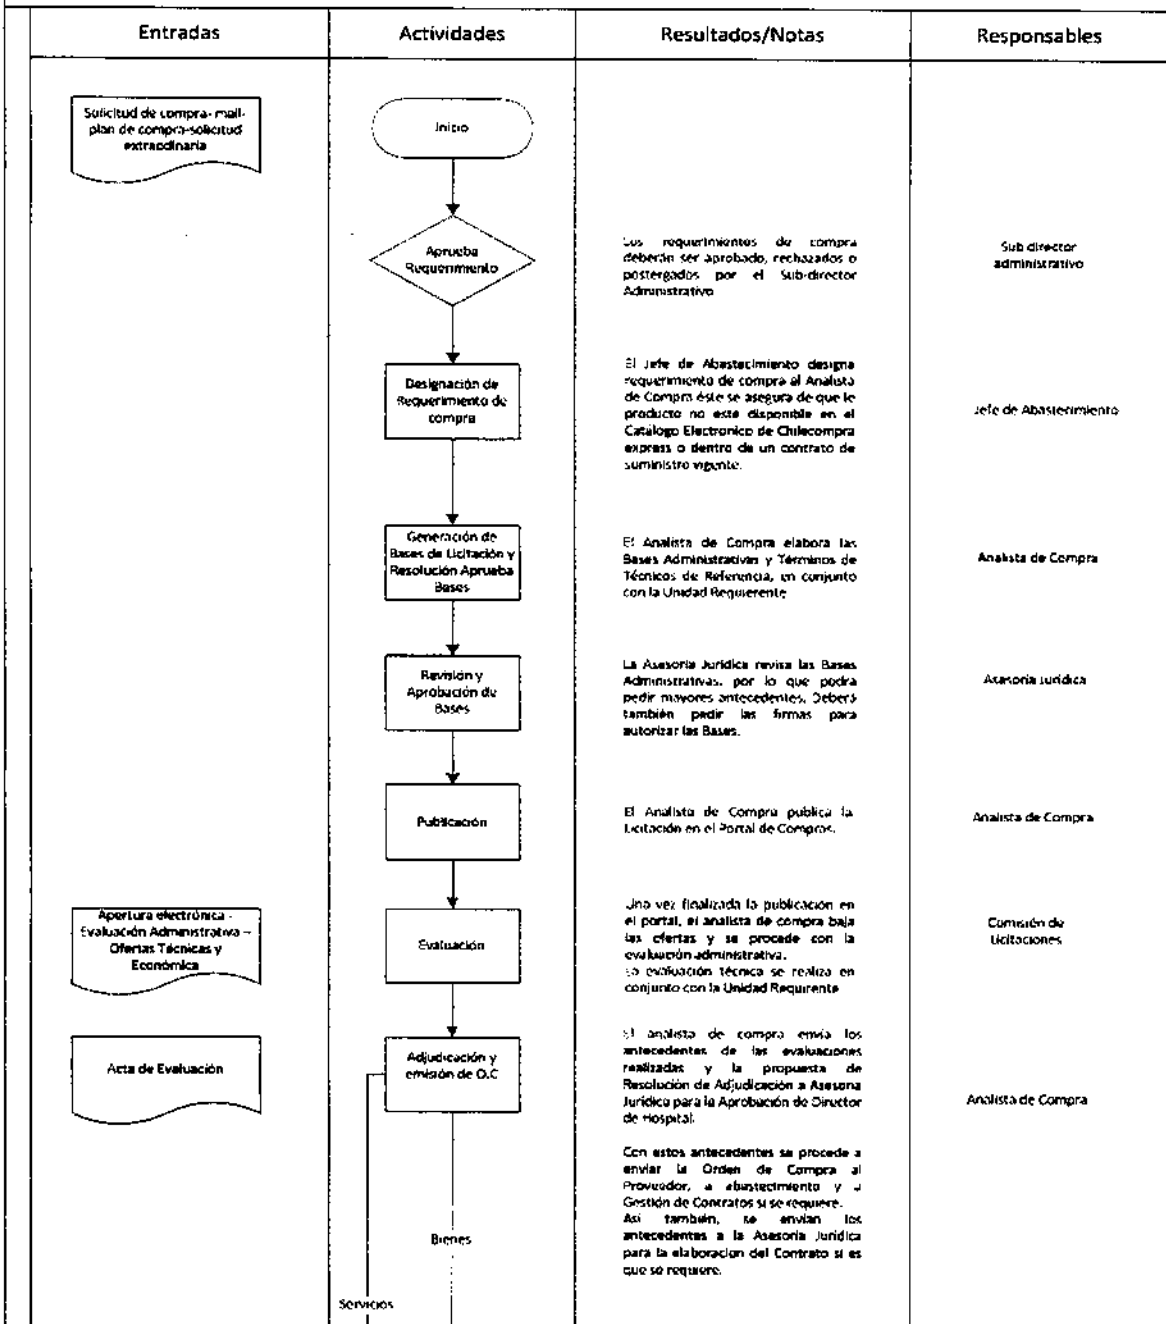 Entradas
Actividades
Resultados/Notas
Responsables
Solicitud de compra- mail-
plan de compra-solicitud
extraodinaria
Inicio
Aprueba
Requerimiento
Los requerimientos de compra
deberán ser aprobado, rechazados o
postergados por el Sub-director
Administrativo
Sub director
administrativo
Designación de
Requerimiento de
compra
El Jefe de Abastecimiento designa
requerimiento de compra al Analista
de Compra éste se asegura de que le
producto no este disponible en el
Catálogo Electronico de Chilecompra
express o dentro de un contrato de
suministro vigente.
Jefe de Abastecimiento
Generación de
Bases de Licitación y
Resolución Aprueba
Bases
El Analista de Compra elabora las
Bases Administrativas y Términos de
Técnicos de Referencia, en conjunto
con la Unidad Requierente
Analista de Compra
Revisión y
Aprobación de
Bases
La Asesoría Jurídica revisa las Bases
Administrativas, por lo que podra
pedir mayores antecedentes. Deberá
también pedir las firmas para
autorizar las Bases.
Asesoría Jurídica
Publicación
El Analista de Compra publica la
Licitación en el Portal de Compras.
Analista de Compra
Apertura electrónica -
Evaluación Administrativa –
Ofertas Técnicas y
Económica
Evaluación
Una vez finalizada la publicación en
el portal, el analista de compra baja
las ofertas y se procede con la
evaluación administrativa.
La evaluación técnica se realiza en
conjunto con la Unidad Requirente
Comisión de
Licitaciones
Acta de Evaluación
Adjudicación y
emisión de O.C
El analista de compra envía los
antecedentes de las evaluaciones
realizadas y la propuesta de
Resolución de Adjudicación a Asesoria
Jurídica para la Aprobación de Director
de Hospital.
Analista de Compra
Con estos antecedentes se procede a
enviar la Orden de Compra al
Proveedor, a abastecimiento y a
Gestión de Contratos si se requiere.
Así también, se envían los
antecedentes a la Asesoría Jurídica
para la elaboracion del Contrato si es
que se requiere.
Bienes
Servicios